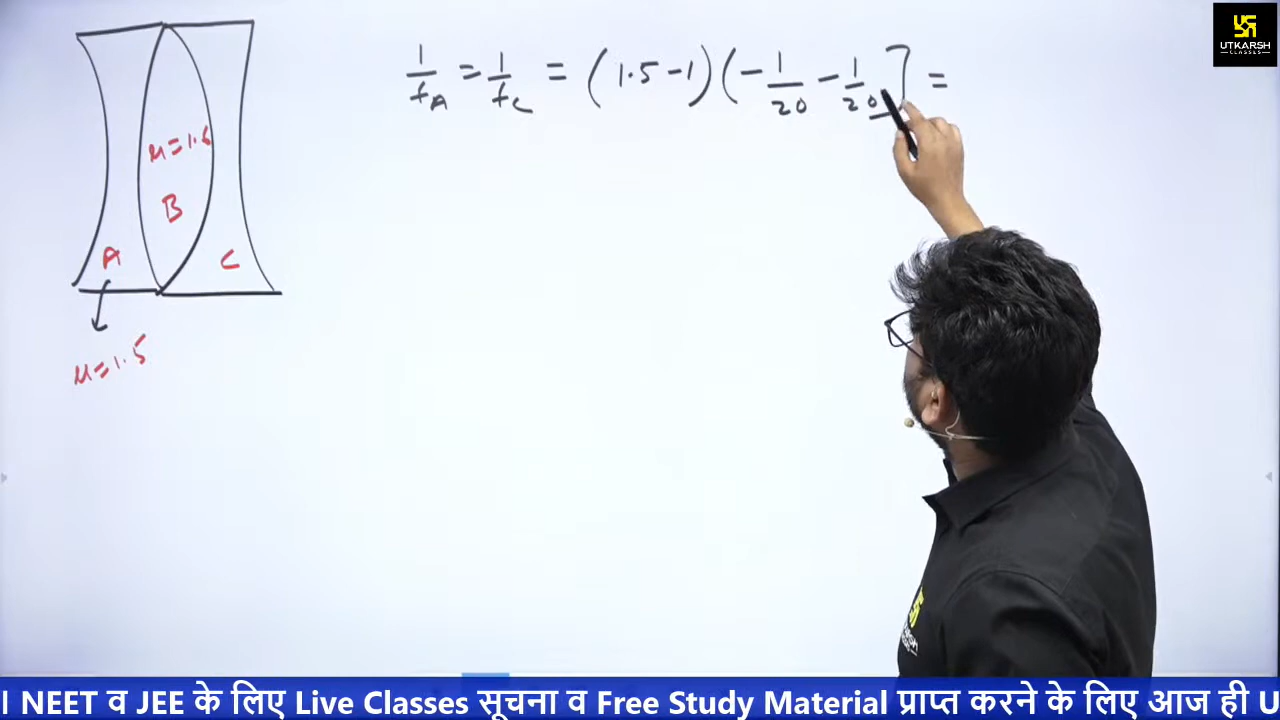 1/f_A = 1/f_C = (1.5 - 1)(- 1/20 - 1/20] =
UTKARSH
CLASSES
μ = 1.6
B
A
C
μ = 1.5
I NEET व JEE के लिए Live Classes सूचना व Free Study Material प्राप्त करने के लिए आज ही U